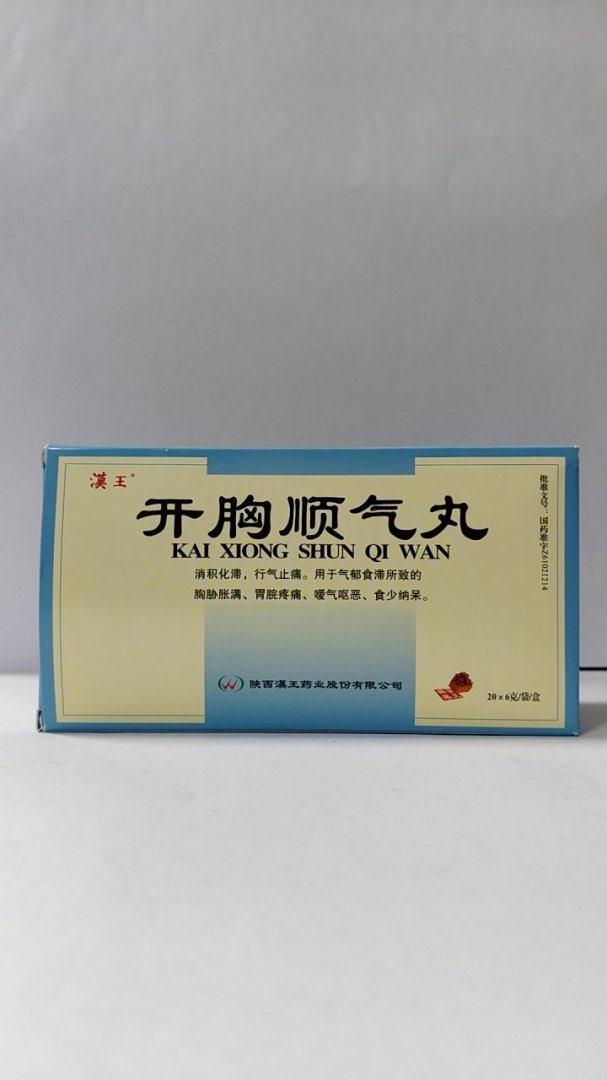 漢王®
开胸顺气丸
KAI XIONG SHUN QI WAN
消积化滞，行气止痛。用于气郁食滞所致的
胸胁胀满、胃脘疼痛、嗳气呕恶、食少纳呆。
批准文号：国药准字Z61021214
陕西漢王药业股份有限公司
20×6克/袋/盒